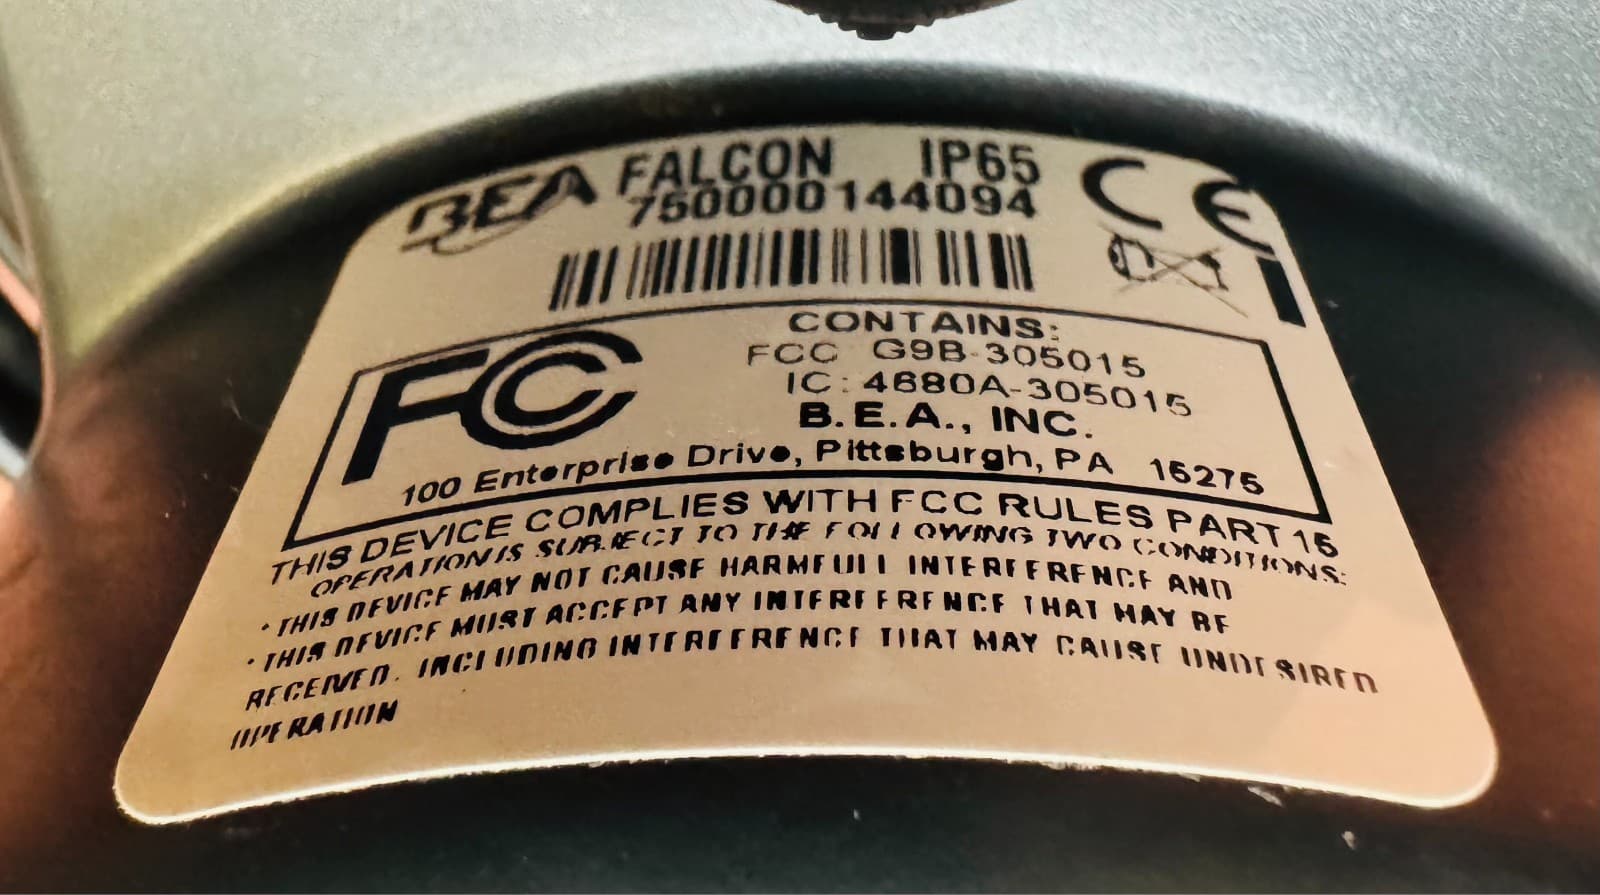 BEA FALCON IP65 CE
750000144094
FC CONTAINS:
FCC G9B-305015
IC: 4680A-305015
B.E.A., INC.
100 Enterprise Drive, Pittsburgh, PA 15275
THIS DEVICE COMPLIES WITH FCC RULES PART 15
OPERATION IS SUBJECT TO THE FOLLOWING TWO CONDITIONS:
· THIS DEVICE MAY NOT CAUSE HARMFULL INTERFERENCE AND
· THIS DEVICE MUST ACCEPT ANY INTERFERENCE THAT MAY BE
RECEIVED. INCLUDING INTERFERENCE THAT MAY CAUSE UNDESIRED
OPERATION